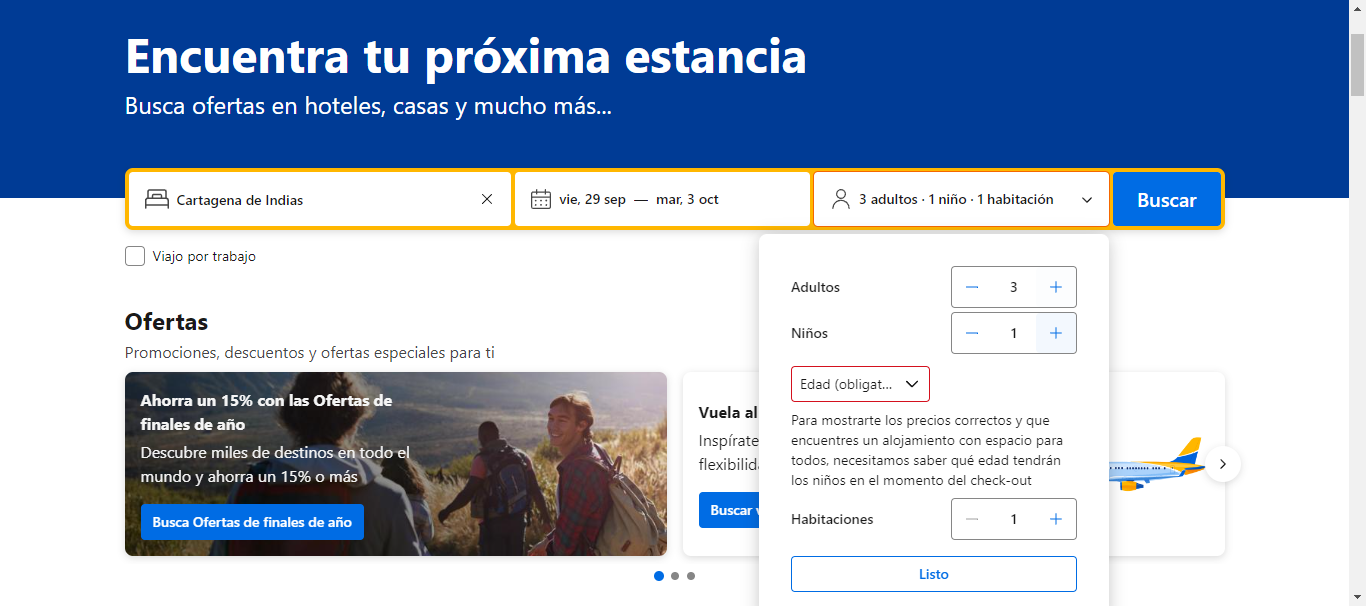 Encuentra tu próxima estancia
Busca ofertas en hoteles, casas y mucho más...
Cartagena de Indias
vie, 29 sep — mar, 3 oct
3 adultos · 1 niño · 1 habitación
Buscar
Viajo por trabajo
Adultos
3
Niños
1
Edad (obligat...
Para mostrarte los precios correctos y que
encuentres un alojamiento con espacio para
todos, necesitamos saber qué edad tendrán
los niños en el momento del check-out
Habitaciones
1
Listo
Ofertas
Promociones, descuentos y ofertas especiales para ti
Ahorra un 15% con las Ofertas de
finales de año
Descubre miles de destinos en todo el
mundo y ahorra un 15% o más
Busca Ofertas de finales de año
Vuela al
Inspírate
Buscar